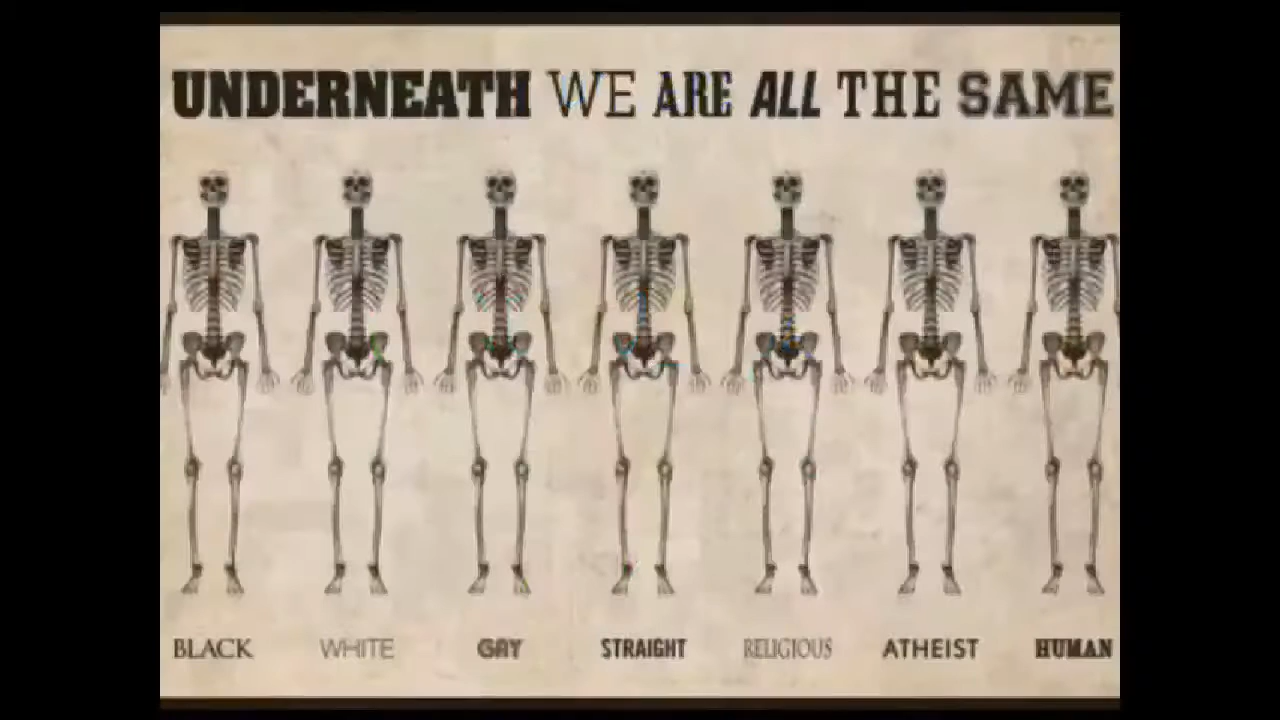 UNDERNEATH WE ARE ALL THE SAME
BLACK WHITE GAY STRAIGHT RELIGIOUS ATHEIST HUMAN